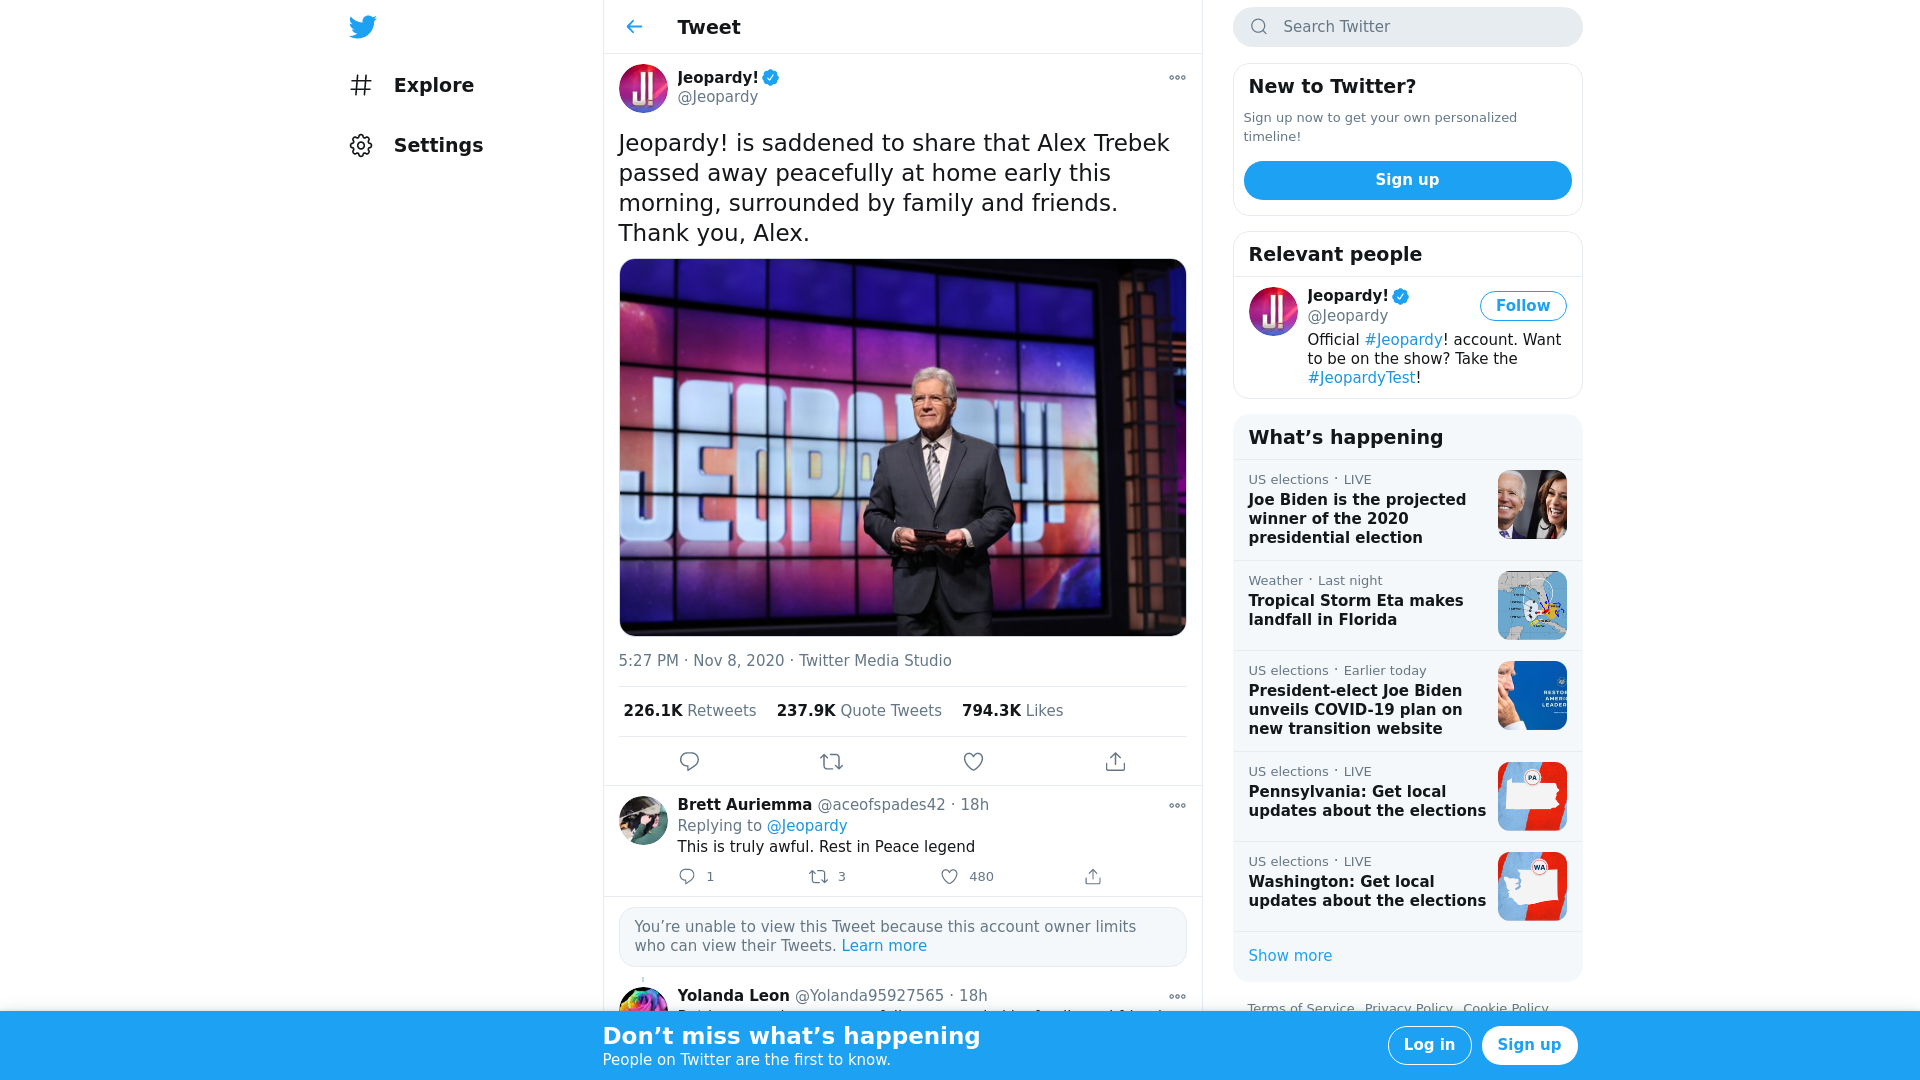 Explore
Settings
Tweet
Jeopardy!
@Jeopardy
Jeopardy! is saddened to share that Alex Trebek
passed away peacefully at home early this
morning, surrounded by family and friends.
Thank you, Alex.
JEOPARDY!
5:27 PM · Nov 8, 2020 · Twitter Media Studio
226.1K Retweets 237.9K Quote Tweets 794.3K Likes
Brett Auriemma @aceofspades42 · 18h
Replying to @Jeopardy
This is truly awful. Rest in Peace legend
1 3 480
You’re unable to view this Tweet because this account owner limits
who can view their Tweets. Learn more
Yolanda Leon @Yolanda95927565 · 18h
Search Twitter
New to Twitter?
Sign up now to get your own personalized
timeline!
Sign up
Relevant people
Jeopardy!
@Jeopardy
Follow
Official #Jeopardy! account. Want
to be on the show? Take the
#JeopardyTest!
What’s happening
US elections · LIVE
Joe Biden is the projected
winner of the 2020
presidential election
Weather · Last night
Tropical Storm Eta makes
landfall in Florida
US elections · Earlier today
President-elect Joe Biden
unveils COVID-19 plan on
new transition website
US elections · LIVE
Pennsylvania: Get local
updates about the elections
PA
US elections · LIVE
Washington: Get local
updates about the elections
WA
Show more
Terms of Service Privacy Policy Cookie Policy
Don’t miss what’s happening
People on Twitter are the first to know.
Log in
Sign up